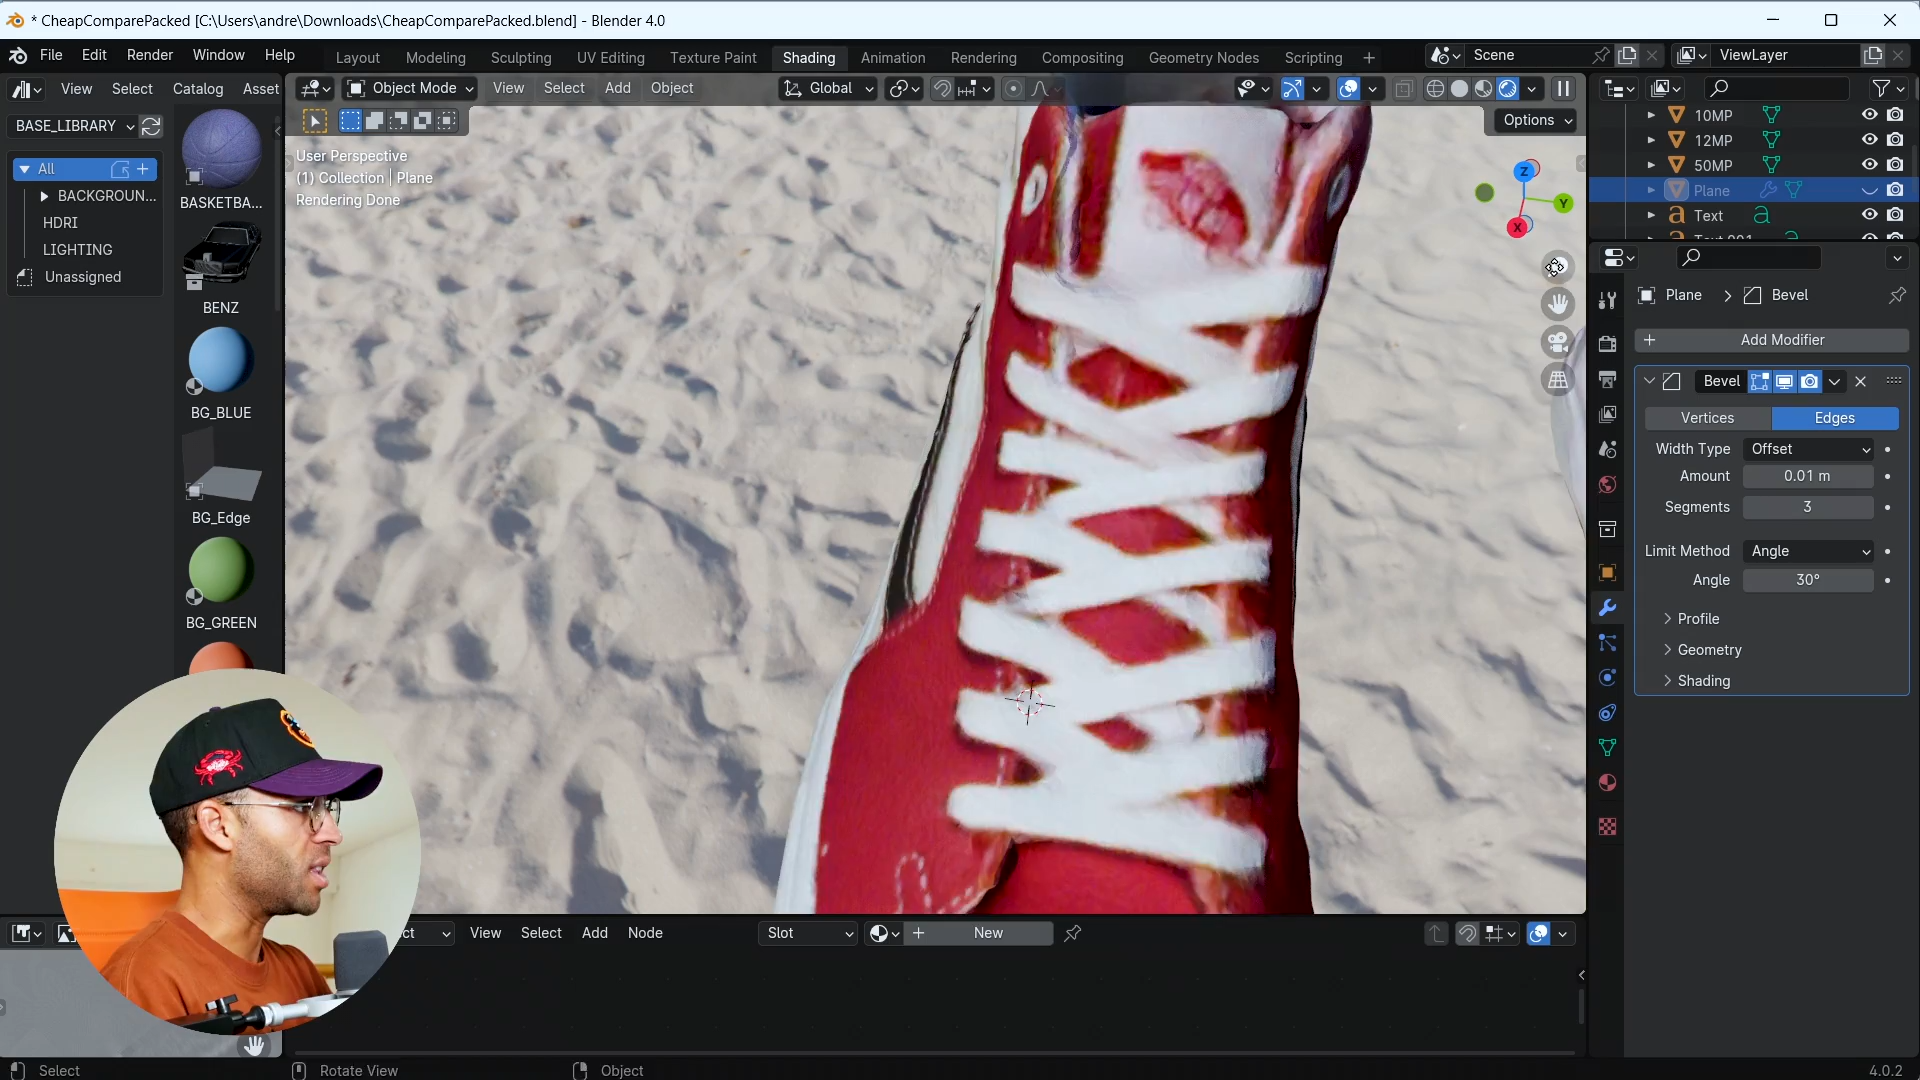 * CheapComparePacked [C:\Users\andre\Downloads\CheapComparePacked.blend] - Blender 4.0
File Edit Render Window Help Layout Modeling Sculpting UV Editing Texture Paint Shading Animation Rendering Compositing Geometry Nodes Scripting + Scene ViewLayer
View Select Catalog Asset Object Mode View Select Add Object Global
BASE_LIBRARY
Options
All
BACKGROUN...
HDRI
LIGHTING
Unassigned
BASKETBA...
BENZ
BG_BLUE
BG_Edge
BG_GREEN
User Perspective
(1) Collection | Plane
Rendering Done
Z
Y
X
10MP
12MP
50MP
Plane
Text
Plane > Bevel
+ Add Modifier
Bevel
Vertices Edges
Width Type Offset
Amount 0.01 m
Segments 3
Limit Method Angle
Angle 30°
Profile
Geometry
Shading
ct View Select Add Node Slot + New
Select Rotate View Object 4.0.2